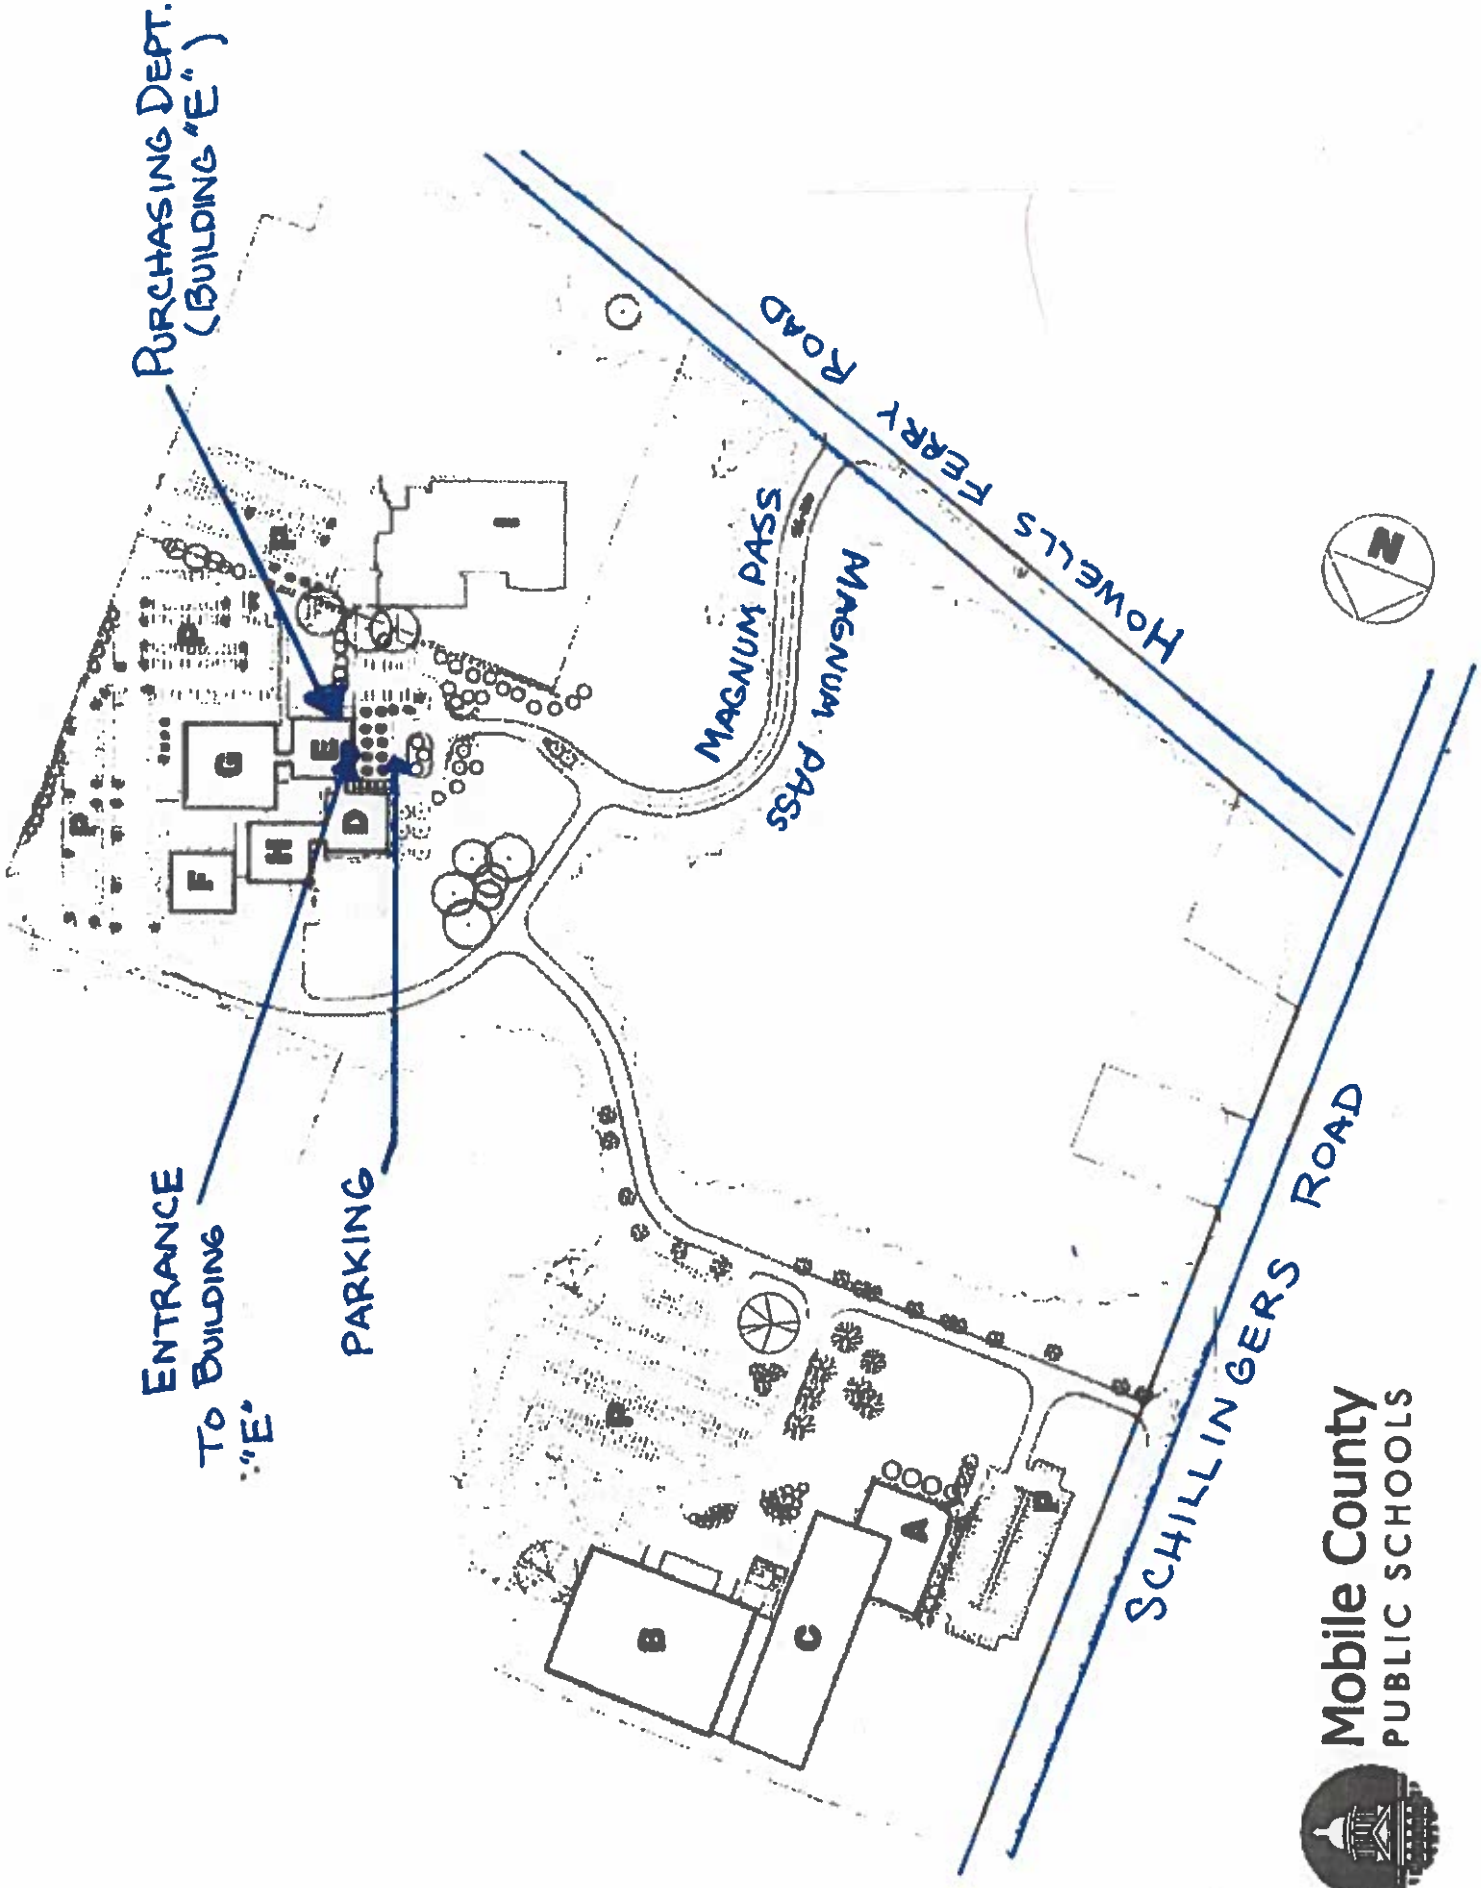 PURCHASING DEPT.
(BUILDING "E")
ENTRANCE
TO BUILDING
"E"
PARKING
P
P
P
G
E
F
H
D
I
MAGNUM PASS
MAGNUM PASS
HOWELLS FERRY ROAD
N
P
B
C
A
P
SCHILLINGERS ROAD
Mobile County
PUBLIC SCHOOLS